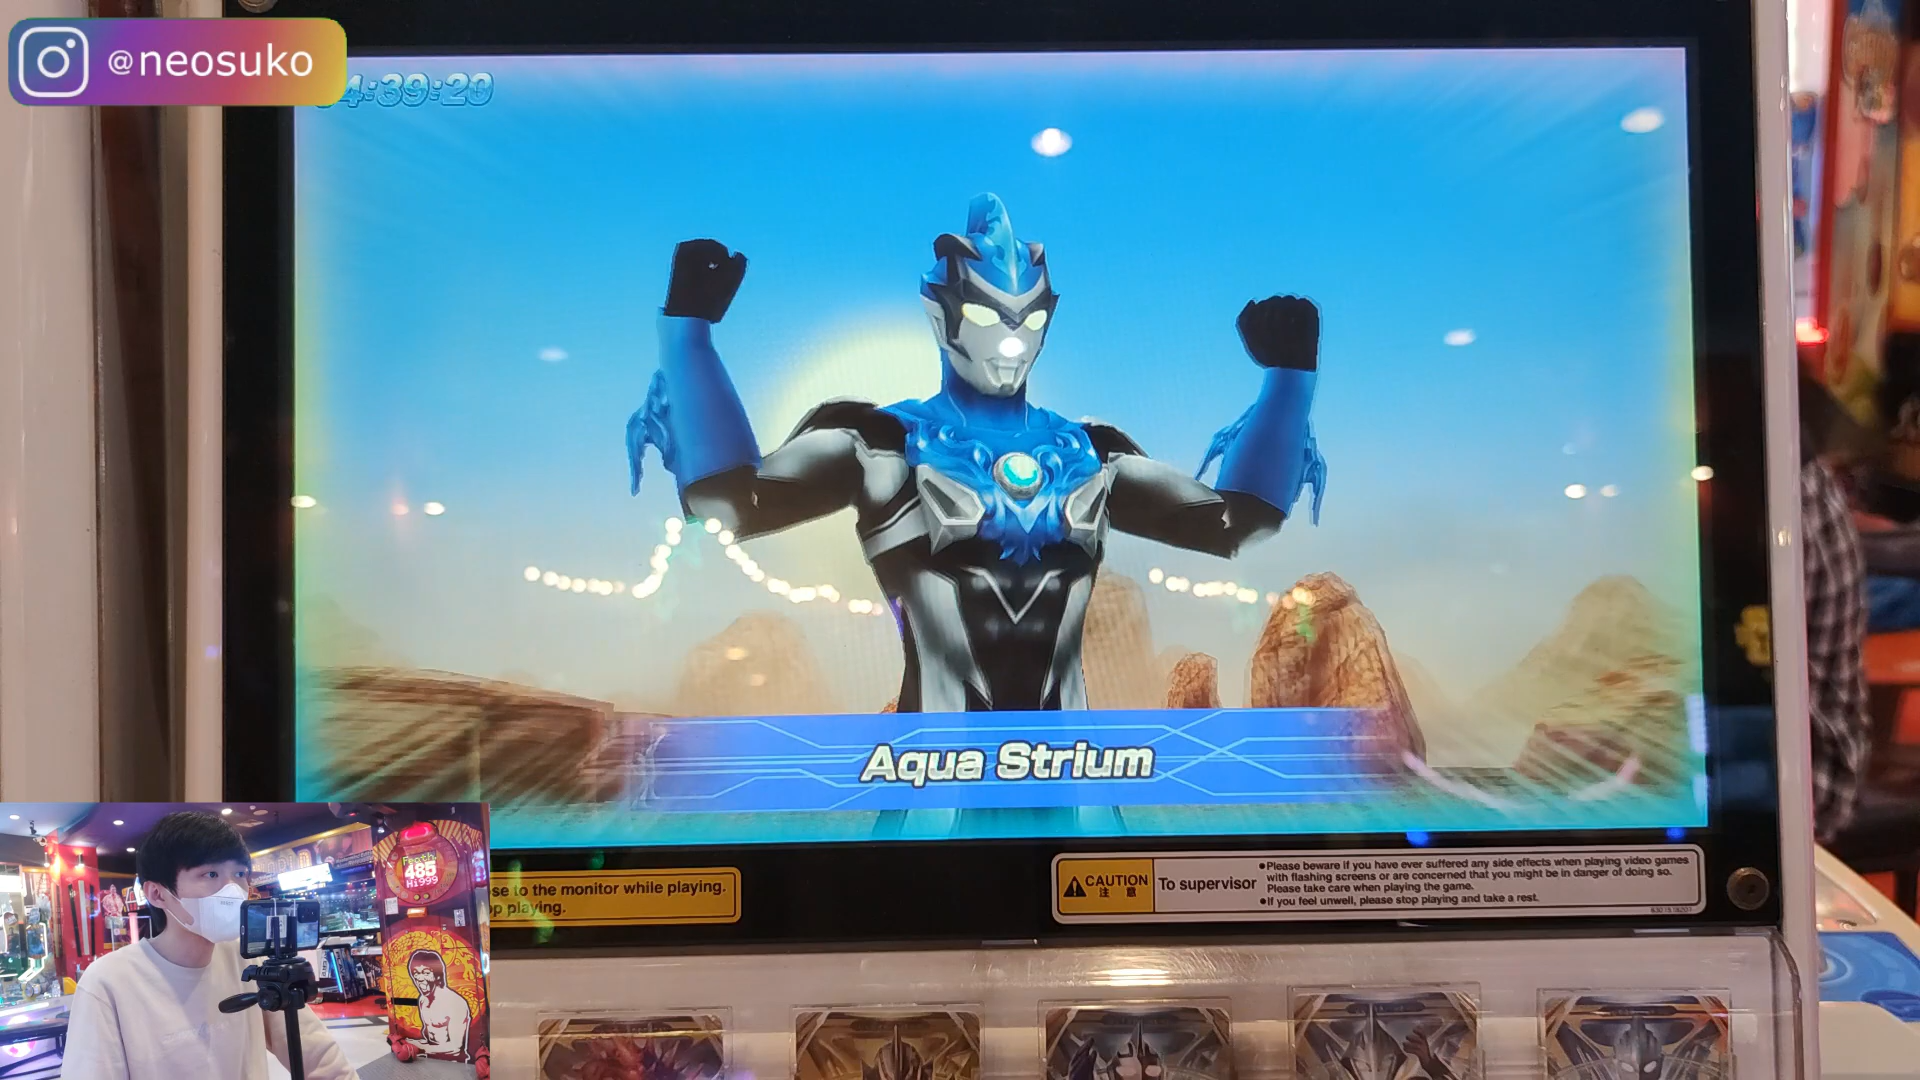 @neosuko
4:39:20
Aqua Strium
se to the monitor while playing.
p playing.
CAUTION
注 意
To supervisor
•Please beware if you have ever suffered any side effects when playing video games
with flashing screens or are concerned that you might be in danger of doing so.
Please take care when playing the game.
•If you feel unwell, please stop playing and take a rest.
485
Hi999